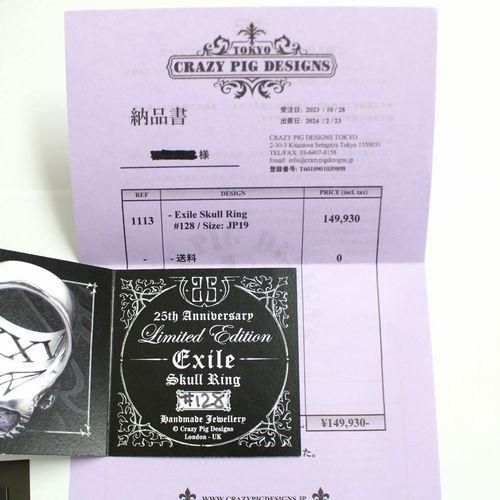 TOKYO
CRAZY PIG DESIGNS
納品書
受注日: 2023 / 10 / 28
出荷日: 2024 / 2 / 23
様
CRAZY PIG DESIGNS TOKYO
2-30-3 Kitazawa Setagaya Tokyo 1550031
TEL/FAX: 03-6407-8158
Email: info@crazypigdesigns.jp
登録番号: T6010901039898
REF DESIGN PRICE (incl. tax)
1113 - Exile Skull Ring 149,930
#128 / Size: JP19
- - 送料 0
25th Anniversary
Limited Edition
Exile
Skull Ring
#128
Handmade Jewellery
© Crazy Pig Designs
London - UK
¥149,930-
た。
WWW.CRAZYPIGDESIGNS.JP